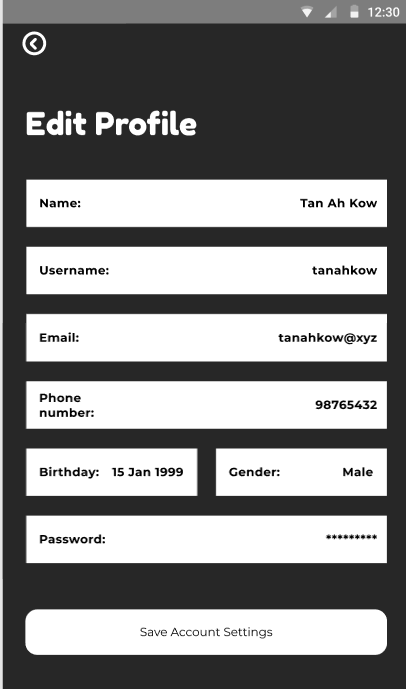 12:30
Edit Profile
Name: Tan Ah Kow
Username: tanahkow
Email: tanahkow@xyz
Phone
number: 98765432
Birthday: 15 Jan 1999 Gender: Male
Password: *********
Save Account Settings